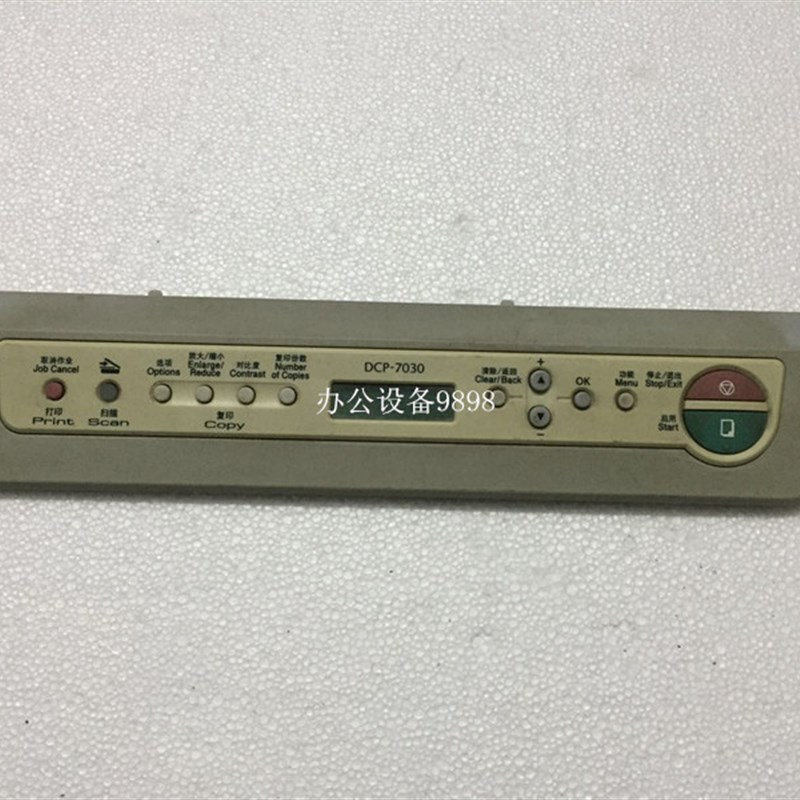 取消作业
Job Cancel
打印
Print
扫描
Scan
选项
Options
放大/缩小
Enlarge/
Reduce
对比度
Contrast
复印份数
Number
of Copies
复印
Copy
DCP-7030
办公设备9898
清除/返回
Clear/Back
+
-
OK
功能
Menu
停止/退出
Stop/Exit
启用
Start